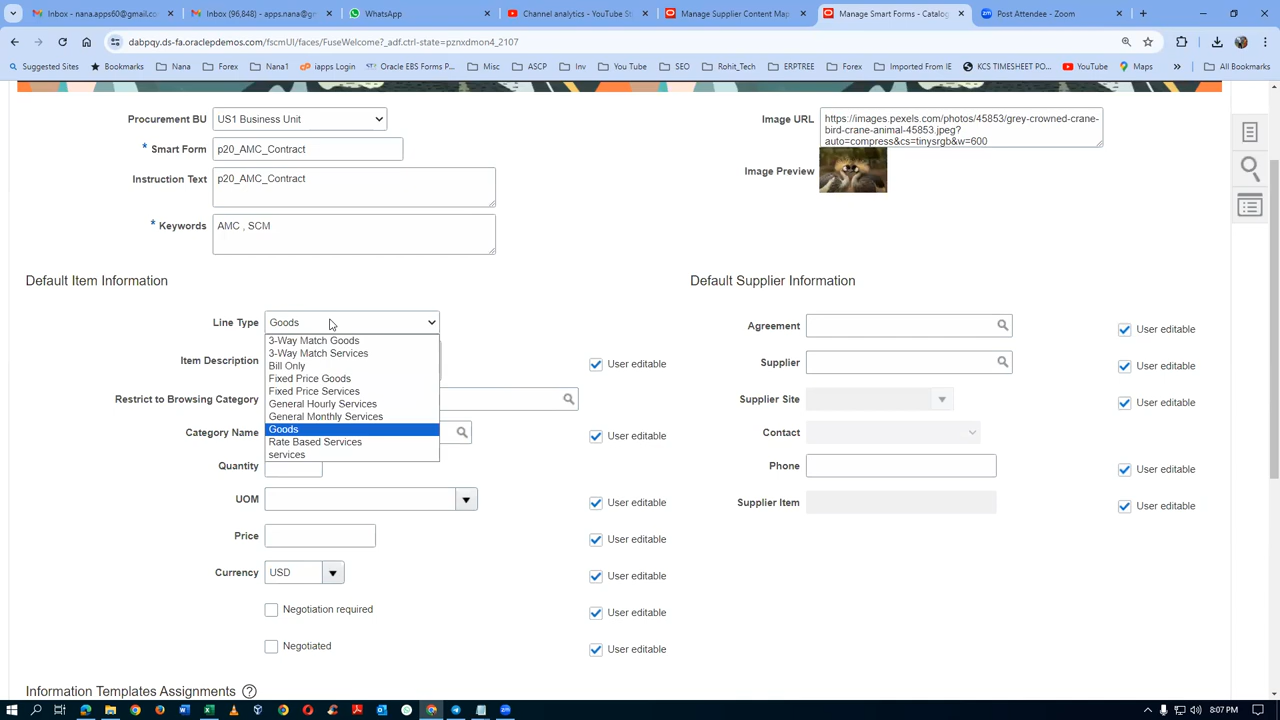 Inbox - nana.apps60@gmail.co
Inbox (96,848) - apps.nana@gr
WhatsApp
Channel analytics - YouTube St
Manage Supplier Content Map
Manage Smart Forms - Catalog
Post Attendee - Zoom
dabpqy.ds-fa.oraclepdemos.com/fscmUI/faces/FuseWelcome?_adf.ctrl-state=pznxdmon4_2107
Suggested Sites
Bookmarks
Nana
Forex
Nana1
iapps Login
Oracle EBS Forms P...
Misc
ASCP
Inv
You Tube
SEO
Rohit_Tech
ERPTREE
Forex
Imported From IE
KCS TIMESHEET PO...
YouTube
Maps
»
All Bookmarks
Procurement BU US1 Business Unit
* Smart Form p20_AMC_Contract
Instruction Text p20_AMC_Contract
* Keywords AMC , SCM
Image URL https://images.pexels.com/photos/45853/grey-crowned-crane-
bird-crane-animal-45853.jpeg?
auto=compress&cs=tinysrgb&w=600
Image Preview
Default Item Information
Line Type Goods
3-Way Match Goods
3-Way Match Services
Bill Only
Fixed Price Goods
Fixed Price Services
General Hourly Services
General Monthly Services
Goods
Rate Based Services
services
Item Description User editable
Restrict to Browsing Category
Category Name User editable
Quantity
UOM User editable
Price User editable
Currency USD User editable
Negotiation required User editable
Negotiated User editable
Default Supplier Information
Agreement User editable
Supplier User editable
Supplier Site User editable
Contact
Phone User editable
Supplier Item User editable
Information Templates Assignments ?
8:07 PM